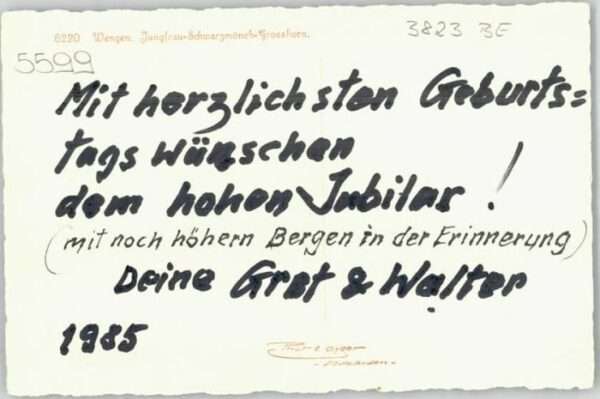 6220 Wengen. Jungfrau-Schwarzmönch-Grosshorn.
3823 BE
5599
Mit herzlichsten Geburts=
tags wünschen
dem hohen Jubilar !
(mit noch höhern Bergen in der Erinnerung)
Deine Gret & Walter
1985